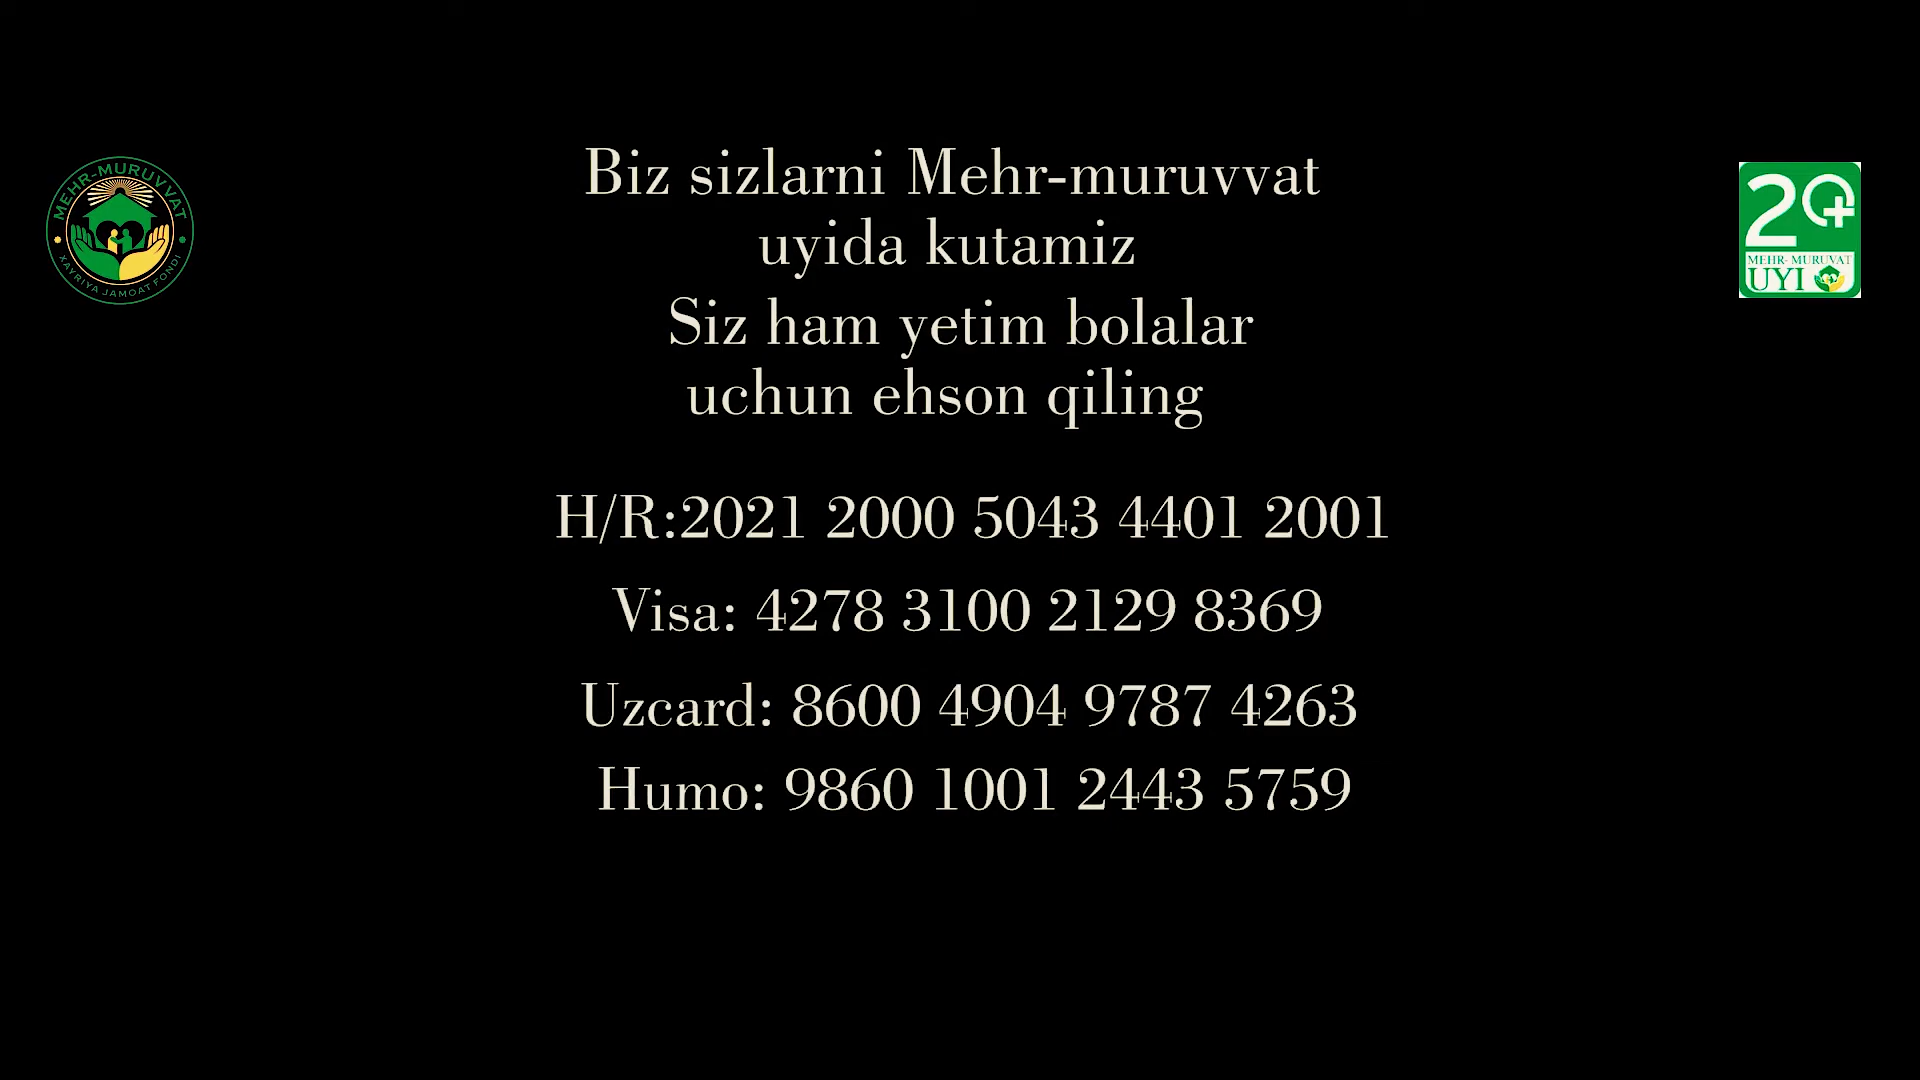 MEHR-MURUVVAT
XAYRIYA JAMOAT FONDI
20+
MEHR- MURUVAT
UYI
Biz sizlarni Mehr-muruvvat
uyida kutamiz
Siz ham yetim bolalar
uchun ehson qiling
H/R:2021 2000 5043 4401 2001
Visa: 4278 3100 2129 8369
Uzcard: 8600 4904 9787 4263
Humo: 9860 1001 2443 5759